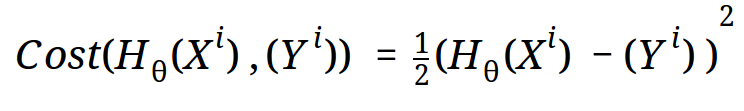 Cost(H_θ(X^i) , (Y^i)) = ½(H_θ(X^i) − (Y^i) )^2